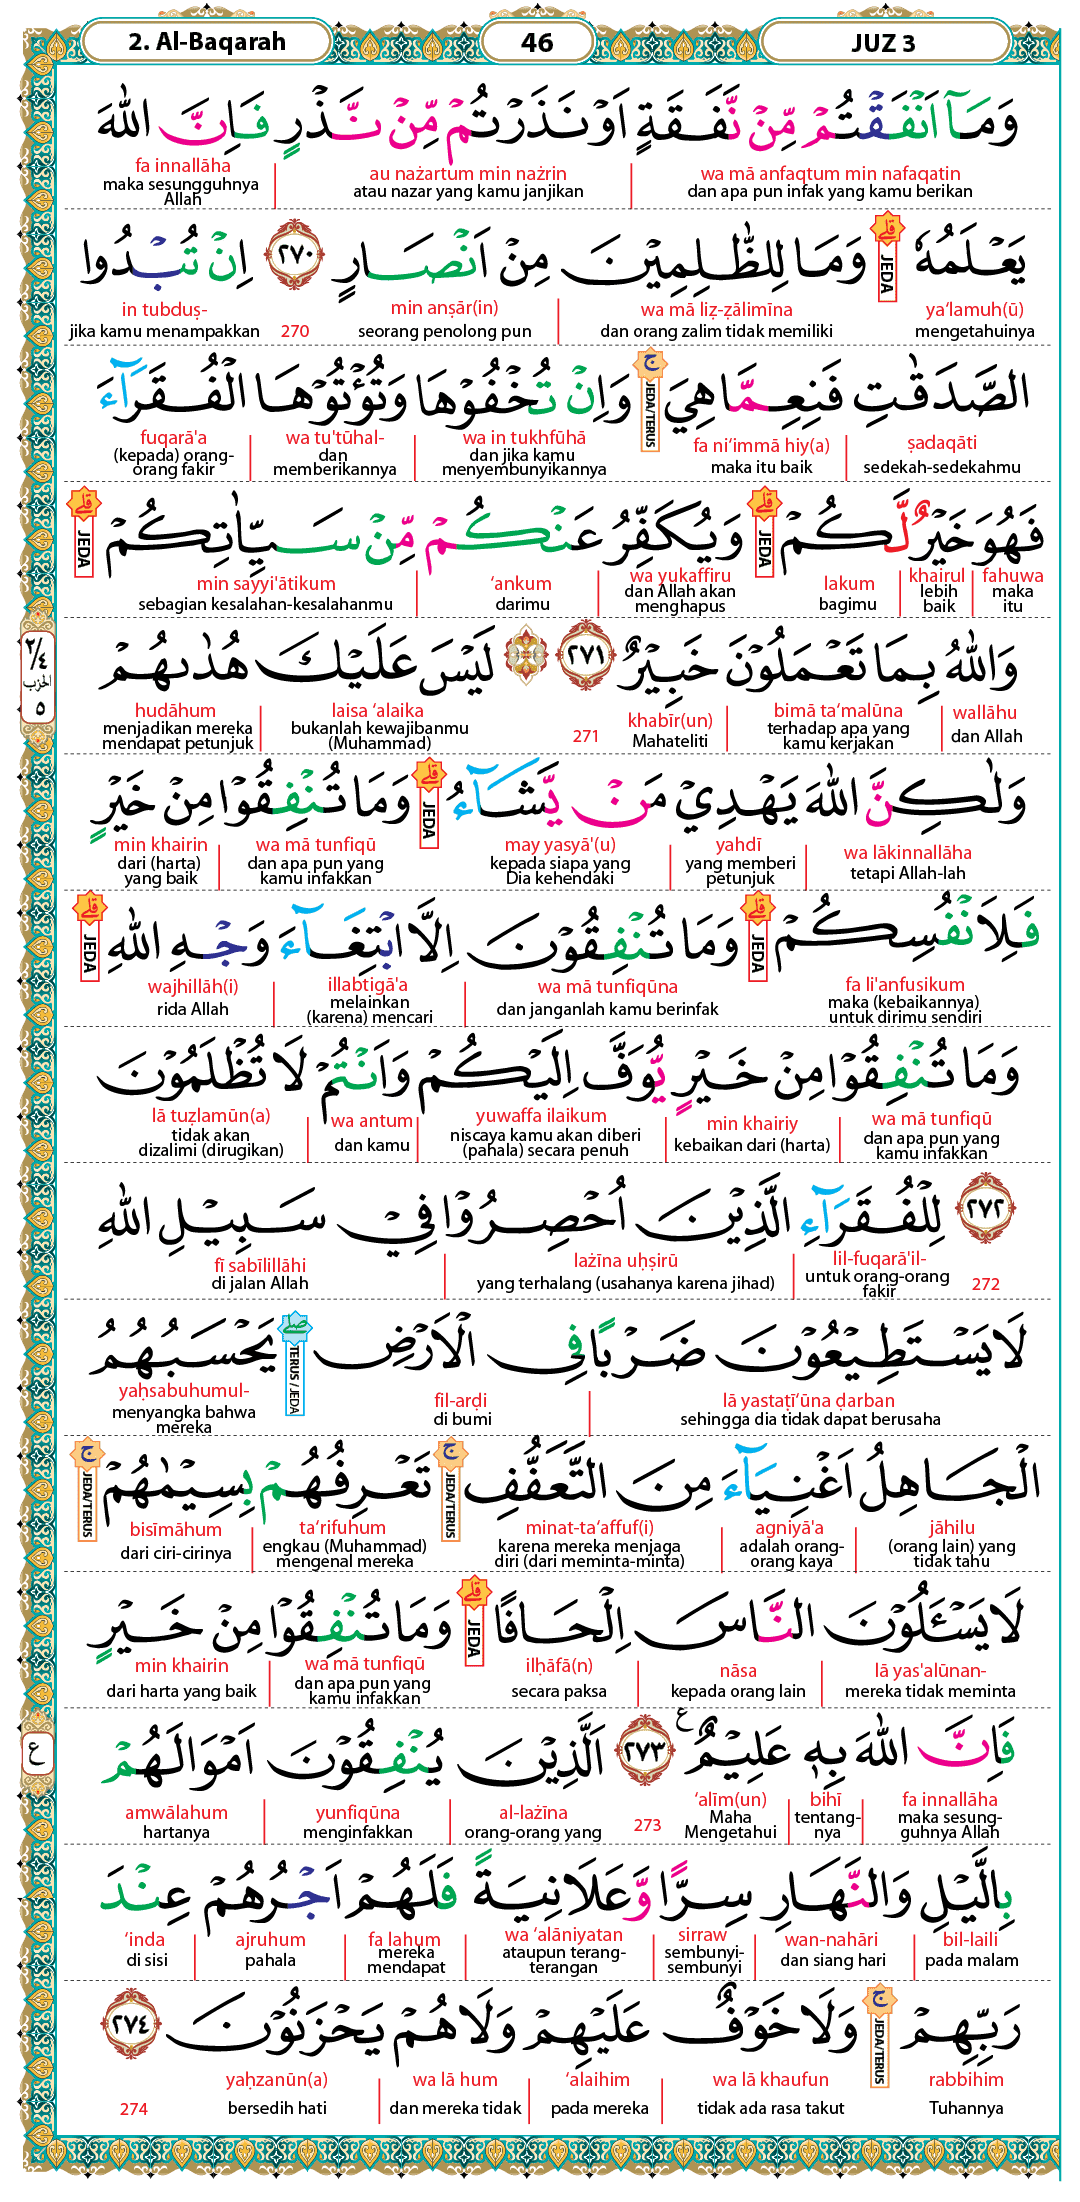 2. Al-Baqarah 46 JUZ 3
وَمَآ اَنْفَقْتُمْ مِّنْ نَّفَقَةٍ اَوْ نَذَرْتُمْ مِّنْ نَّذْرٍ فَاِنَّ اللّٰهَ
wa mā anfaqtum min nafaqatin au nażartum min nażrin fa innallāha
dan apa pun infak yang kamu berikan atau nazar yang kamu janjikan maka sesungguhnya Allah
يَعْلَمُهٗ ۗ وَمَا لِلظّٰلِمِيْنَ مِنْ اَنْصَارٍ ٢٧٠ اِنْ تُبْدُوا
JEDA
ya‘lamuh(ū) wa mā liẓ-ẓālimīna min anṣār(in) in tubduṣ-
mengetahuinya dan orang zalim tidak memiliki seorang penolong pun 270 jika kamu menampakkan
الصَّدَقٰتِ فَنِعِمَّا هِيَ ۚ وَاِنْ تُخْفُوْهَا وَتُؤْتُوْهَا الْفُقَرَآءَ
JEDA/TERUS
ṣadaqāti fa ni‘immā hiy(a) wa in tukhfūhā wa tu'tūhal- fuqarā'a
sedekah-sedekahmu maka itu baik dan jika kamu menyembunyikannya dan memberikannya (kepada) orang-orang fakir
فَهُوَ خَيْرٌ لَّكُمْ ۗ وَيُكَفِّرُ عَنْكُمْ مِّنْ سَيِّاٰتِكُمْ ۗ
JEDA JEDA
fahuwa khairul lakum wa yukaffiru ‘ankum min sayyi'ātikum
maka itu lebih baik bagimu dan Allah akan menghapus darimu sebagian kesalahan-kesalahanmu
وَاللّٰهُ بِمَا تَعْمَلُوْنَ خَبِيْرٌ ٢٧١ ۞ لَيْسَ عَلَيْكَ هُدٰىهُمْ
٢/٤ الحزب ٥
wallāhu bimā ta‘malūna khabīr(un) laisa ‘alaika hudāhum
dan Allah terhadap apa yang kamu kerjakan Mahateliti 271 bukanlah kewajibanmu (Muhammad) menjadikan mereka mendapat petunjuk
وَلٰكِنَّ اللّٰهَ يَهْدِيْ مَنْ يَّشَآءُ ۗ وَمَا تُنْفِقُوْا مِنْ خَيْرٍ
JEDA
wa lākinnallāha yahdī may yasyā'(u) wa mā tunfiqū min khairin
tetapi Allah-lah yang memberi petunjuk kepada siapa yang Dia kehendaki dan apa pun yang kamu infakkan dari (harta) yang baik
فَلِاَنْفُسِكُمْ ۗ وَمَا تُنْفِقُوْنَ اِلَّا ابْتِغَآءَ وَجْهِ اللّٰهِ ۗ
JEDA JEDA
fa li'anfusikum wa mā tunfiqūna illabtigā'a wajhillāh(i)
maka (kebaikannya) untuk dirimu sendiri dan janganlah kamu berinfak melainkan (karena) mencari rida Allah
وَمَا تُنْفِقُوْا مِنْ خَيْرٍ يُّوَفَّ اِلَيْكُمْ وَاَنْتُمْ لَا تُظْلَمُوْنَ
wa mā tunfiqū min khairiy yuwaffa ilaikum wa antum lā tuẓlamūn(a)
dan apa pun yang kamu infakkan kebaikan dari (harta) niscaya kamu akan diberi (pahala) secara penuh dan kamu tidak akan dizalimi (dirugikan)
٢٧٢ لِلْفُقَرَآءِ الَّذِيْنَ اُحْصِرُوْا فِيْ سَبِيْلِ اللّٰهِ
lil-fuqarā'il- lażīna uḥṣirū fī sabīlillāhi
272 untuk orang-orang fakir yang terhalang (usahanya karena jihad) di jalan Allah
لَا يَسْتَطِيْعُوْنَ ضَرْبًا فِى الْاَرْضِ ۖ يَحْسَبُهُمُ
TERUS/JEDA
lā yastaṭī‘ūna ḍarban fil-arḍi yaḥsabuhumul-
sehingga dia tidak dapat berusaha di bumi menyangka bahwa mereka
الْجَاهِلُ اَغْنِيَآءَ مِنَ التَّعَفُّفِ ۚ تَعْرِفُهُمْ بِسِيْمٰهُمْ ۚ
JEDA/TERUS JEDA/TERUS
jāhilu agniyā'a minat-ta‘affuf(i) ta‘rifuhum bisīmāhum
(orang lain) yang tidak tahu adalah orang-orang kaya karena mereka menjaga diri (dari meminta-minta) engkau (Muhammad) mengenal mereka dari ciri-cirinya
لَا يَسْـَٔلُوْنَ النَّاسَ اِلْحَافًا ۗ وَمَا تُنْفِقُوْا مِنْ خَيْرٍ
JEDA
lā yas'alūnan- nāsa ilḥāfā(n) wa mā tunfiqū min khairin
mereka tidak meminta kepada orang lain secara paksa dan apa pun yang kamu infakkan dari harta yang baik
فَاِنَّ اللّٰهَ بِهٖ عَلِيْمٌ ع ٢٧٣ اَلَّذِيْنَ يُنْفِقُوْنَ اَمْوَالَهُمْ
ع
fa innallāha bihī ‘alīm(un) al-lażīna yunfiqūna amwālahum
maka sesung-guhnya Allah tentang-nya Maha Mengetahui 273 orang-orang yang menginfakkan hartanya
بِالَّيْلِ وَالنَّهَارِ سِرًّا وَّعَلَانِيَةً فَلَهُمْ اَجْرُهُمْ عِنْدَ
bil-laili wan-nahāri sirraw wa ‘alāniyatan fa lahum ajruhum ‘inda
pada malam dan siang hari sembunyi-sembunyi ataupun terang-terangan mereka mendapat pahala di sisi
رَبِّهِمْ ۚ وَلَا خَوْفٌ عَلَيْهِمْ وَلَا هُمْ يَحْزَنُوْنَ ٢٧٤
JEDA/TERUS
rabbihim wa lā khaufun ‘alaihim wa lā hum yaḥzanūn(a)
Tuhannya tidak ada rasa takut pada mereka dan mereka tidak bersedih hati 274